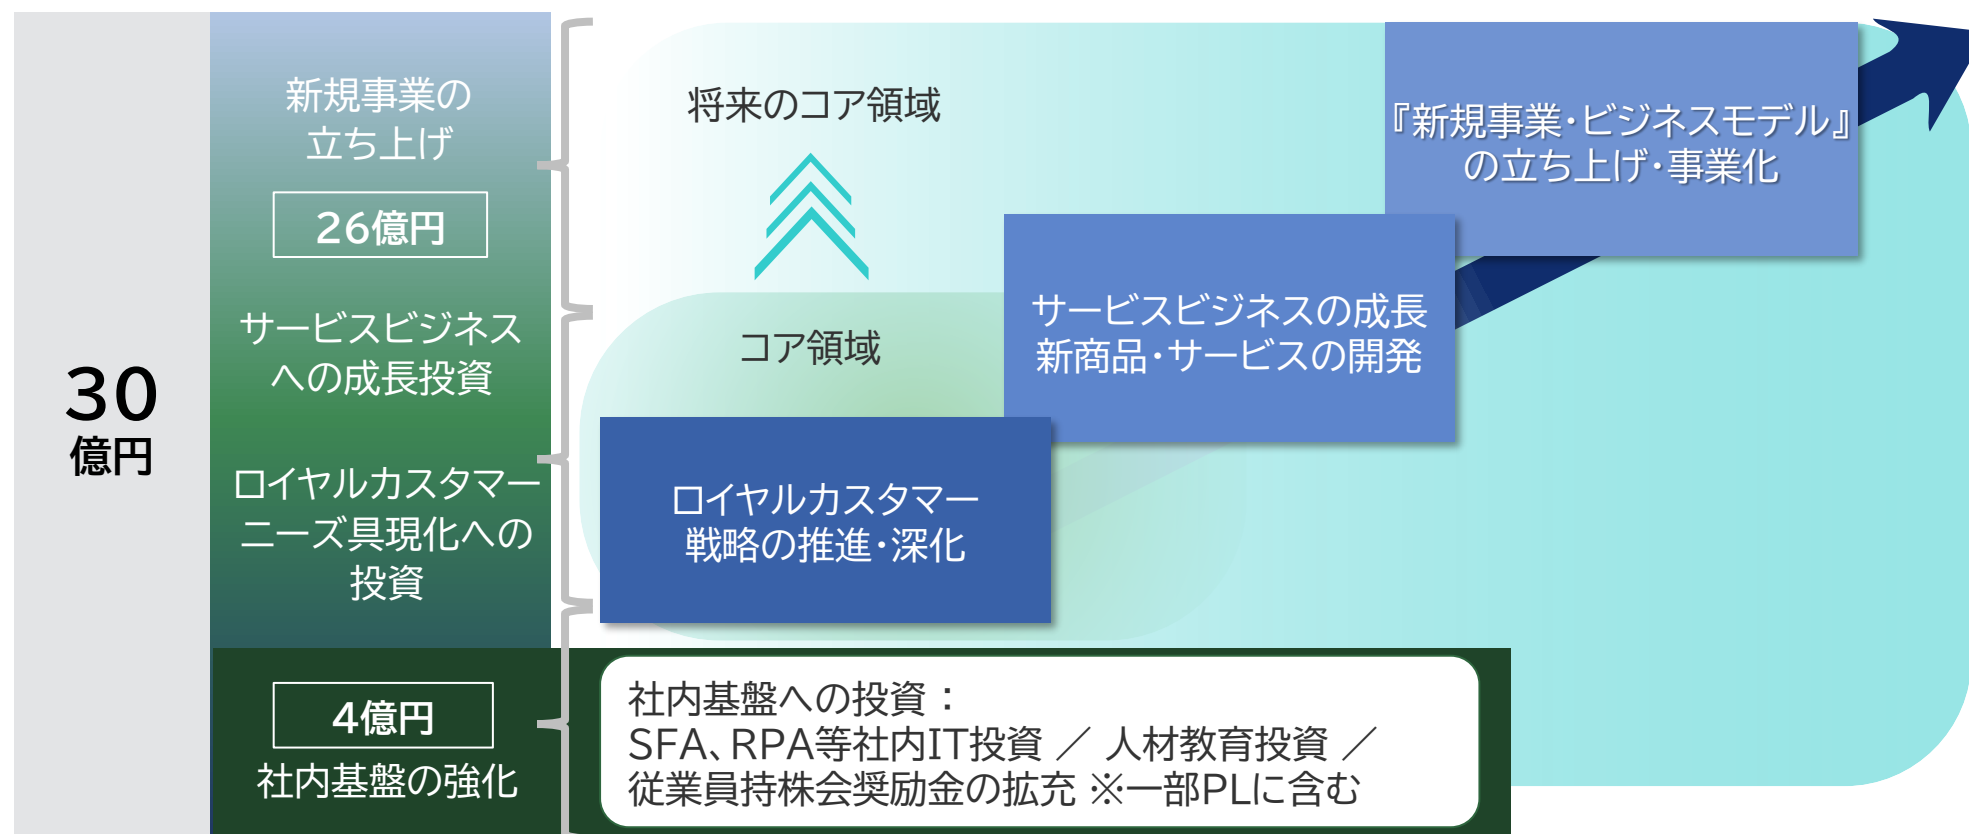 30
億円
新規事業の
立ち上げ
26億円
サービスビジネス
への成長投資
ロイヤルカスタマー
ニーズ具現化への
投資
4億円
社内基盤の強化
将来のコア領域
コア領域
『新規事業・ビジネスモデル』
の立ち上げ・事業化
サービスビジネスの成長
新商品・サービスの開発
ロイヤルカスタマー
戦略の推進・深化
社内基盤への投資：
SFA、RPA等社内IT投資 ／ 人材教育投資 ／
従業員持株会奨励金の拡充 ※一部PLに含む